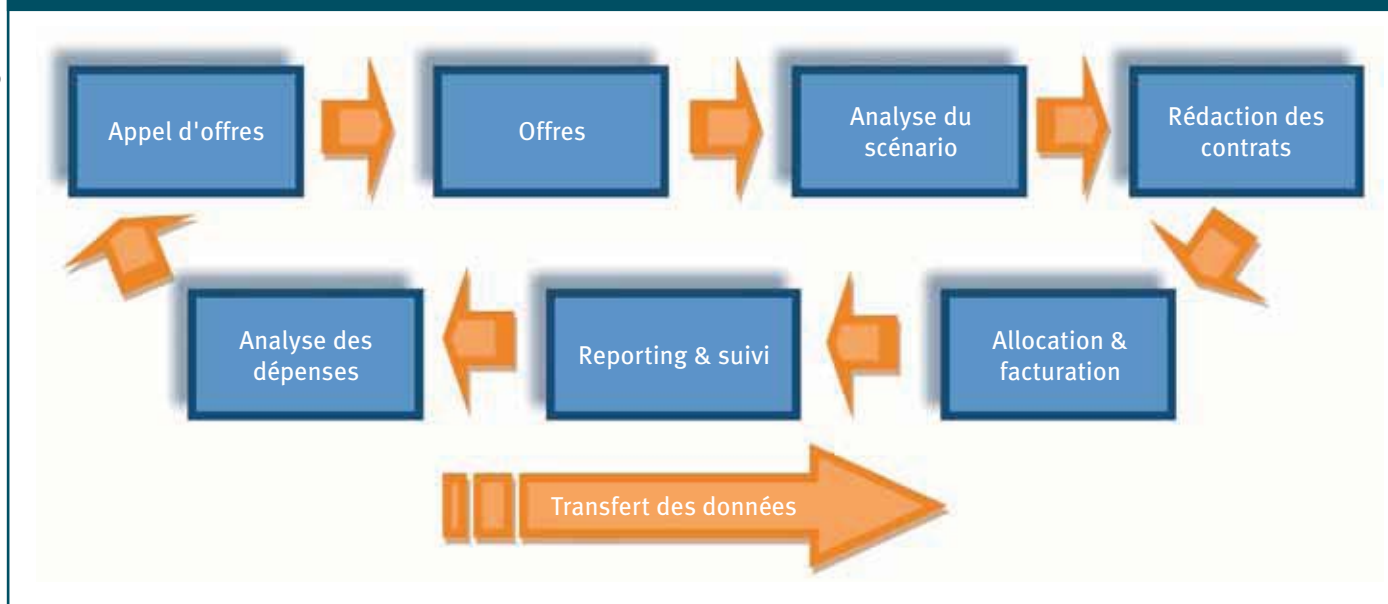 Appel d'offres
Offres
Analyse du
scénario
Rédaction des
contrats
Analyse des
dépenses
Reporting & suivi
Allocation &
facturation
Transfert des données